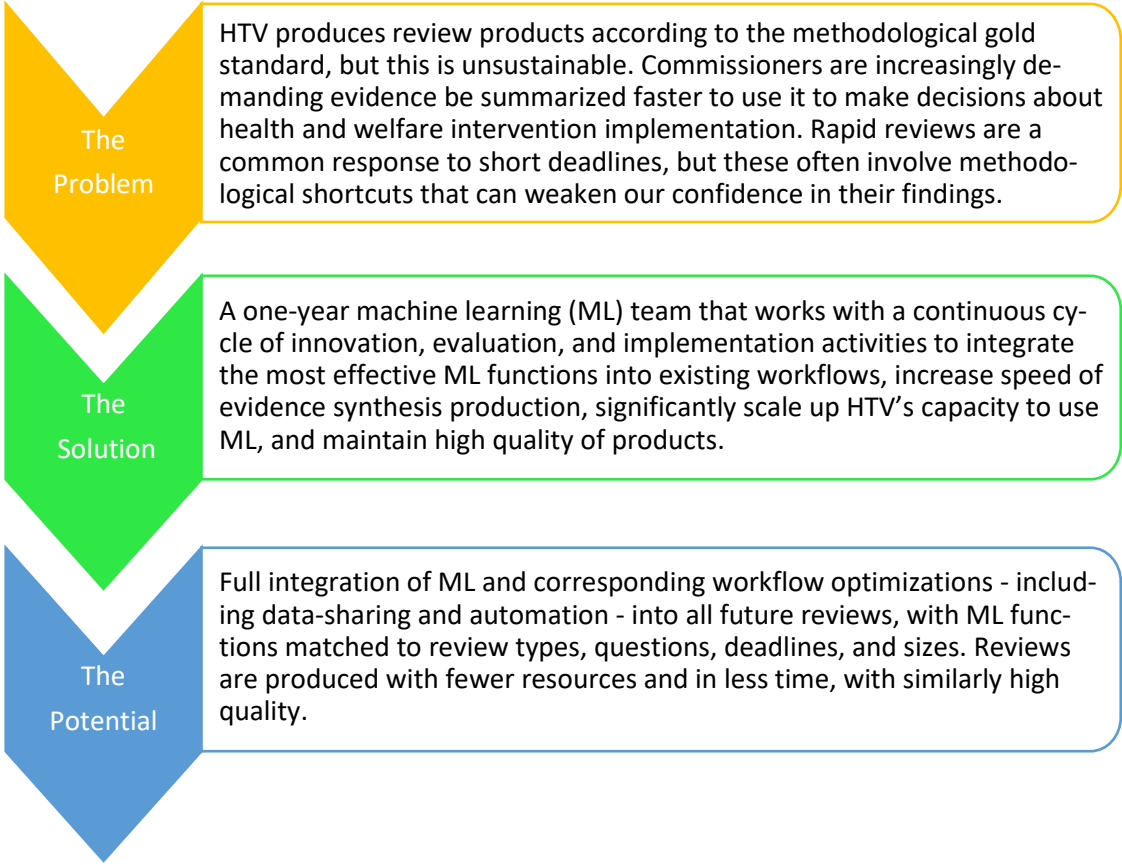 The
Problem
HTV produces review products according to the methodological gold
standard, but this is unsustainable. Commissioners are increasingly de-
manding evidence be summarized faster to use it to make decisions about
health and welfare intervention implementation. Rapid reviews are a
common response to short deadlines, but these often involve methodo-
logical shortcuts that can weaken our confidence in their findings.
The
Solution
A one-year machine learning (ML) team that works with a continuous cy-
cle of innovation, evaluation, and implementation activities to integrate
the most effective ML functions into existing workflows, increase speed of
evidence synthesis production, significantly scale up HTV’s capacity to use
ML, and maintain high quality of products.
The
Potential
Full integration of ML and corresponding workflow optimizations - includ-
ing data-sharing and automation - into all future reviews, with ML func-
tions matched to review types, questions, deadlines, and sizes. Reviews
are produced with fewer resources and in less time, with similarly high
quality.